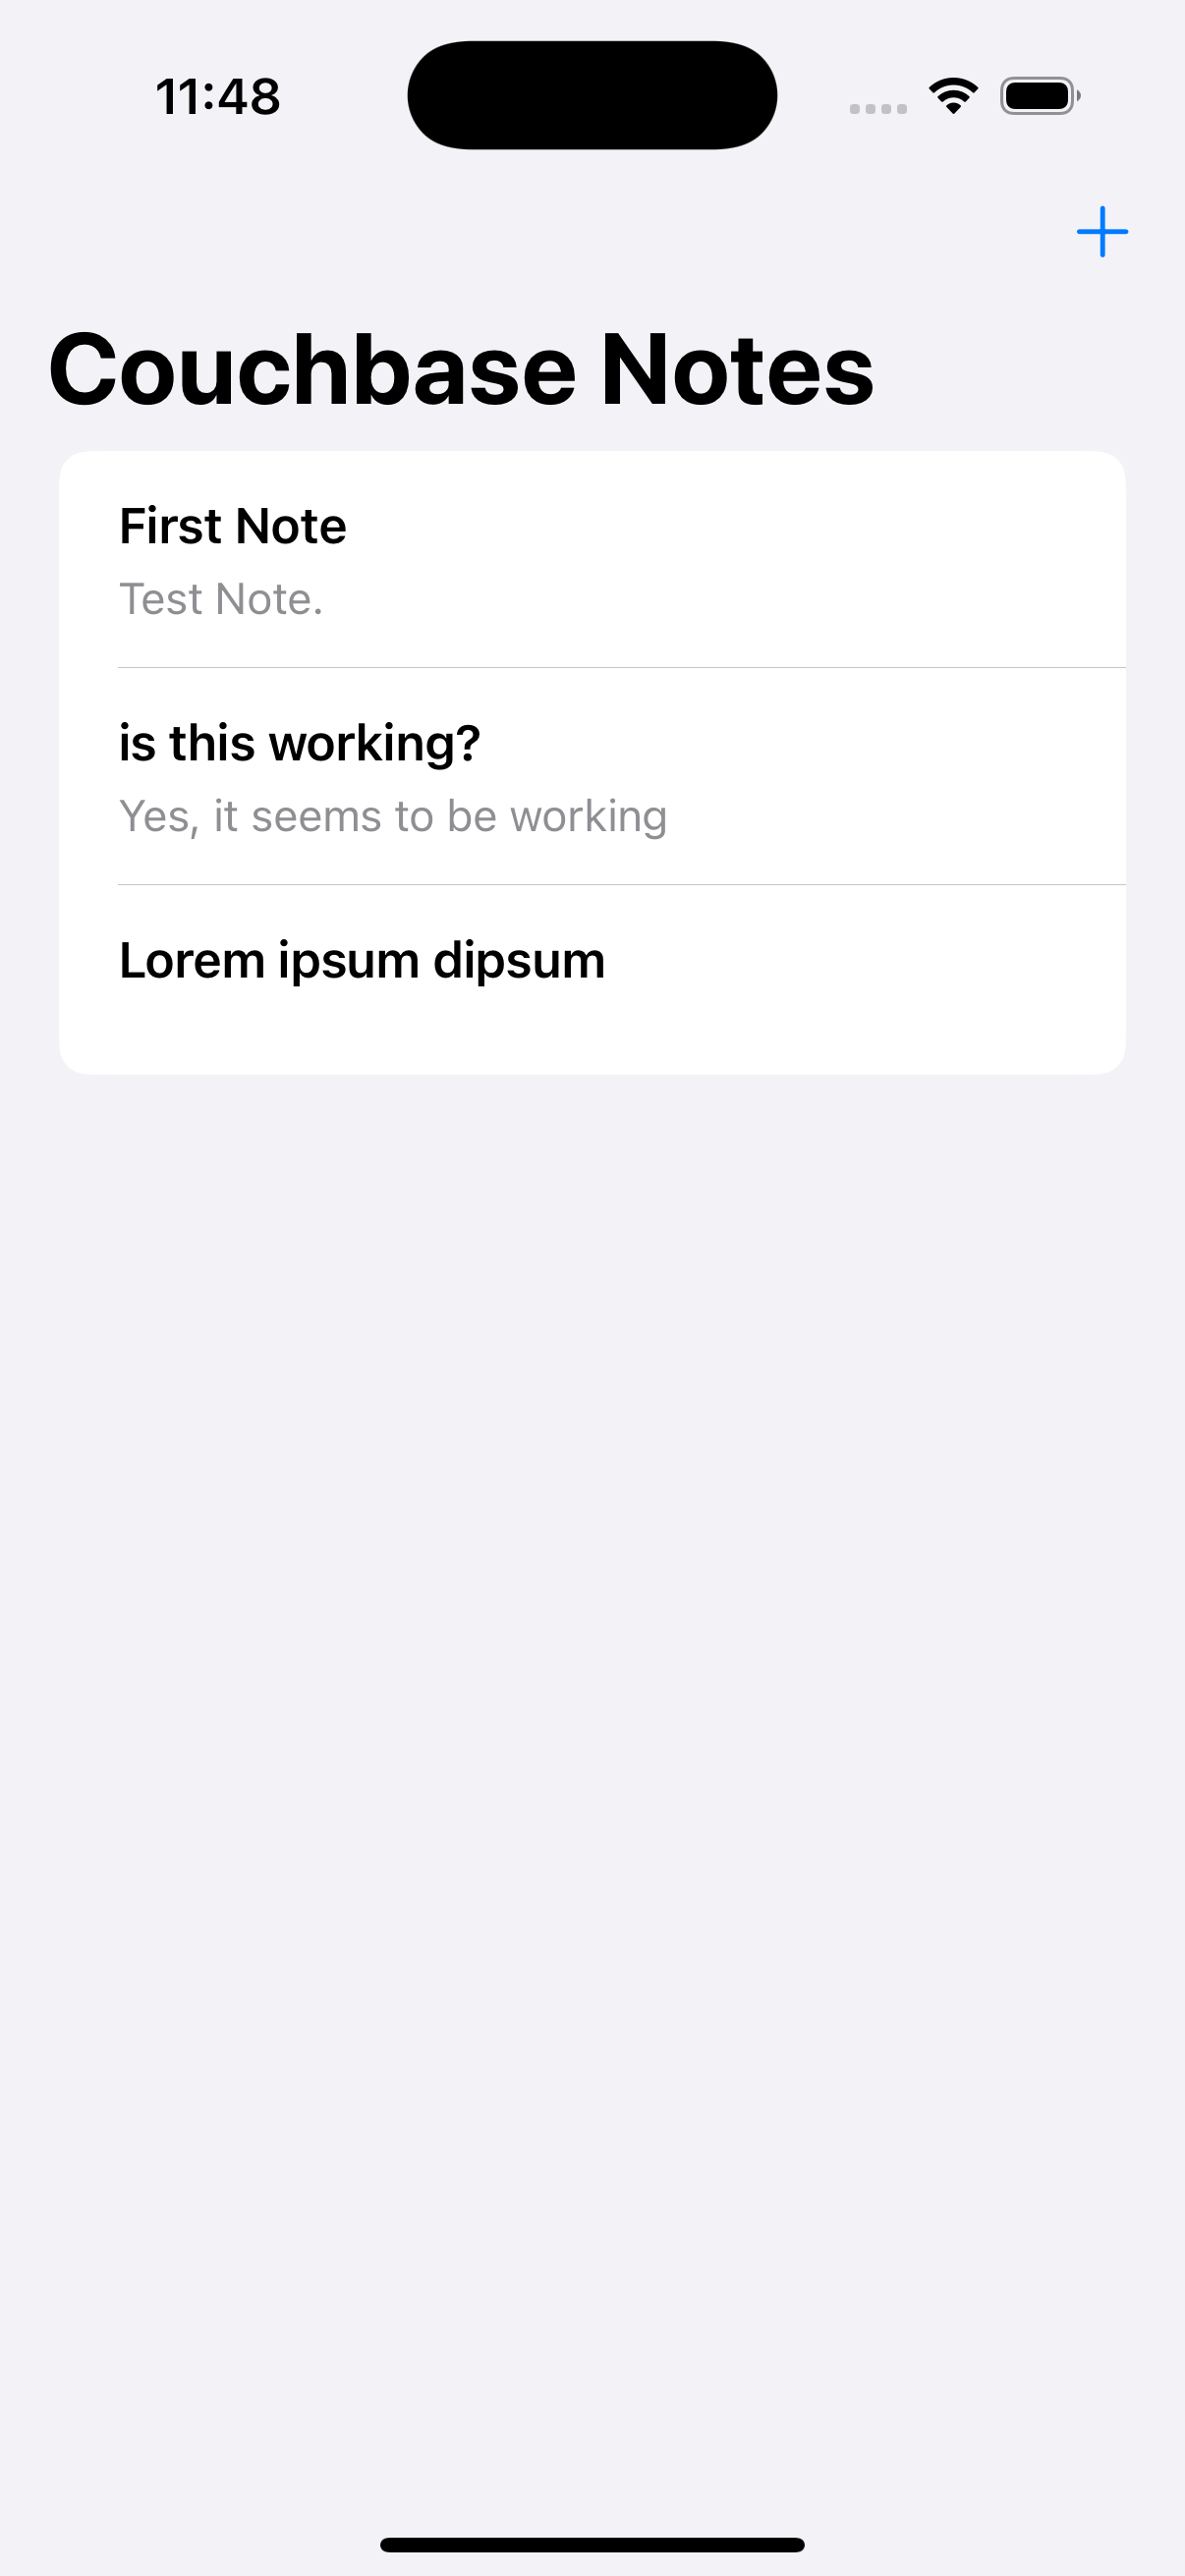 11:48
Couchbase Notes
First Note
Test Note.
is this working?
Yes, it seems to be working
Lorem ipsum dipsum